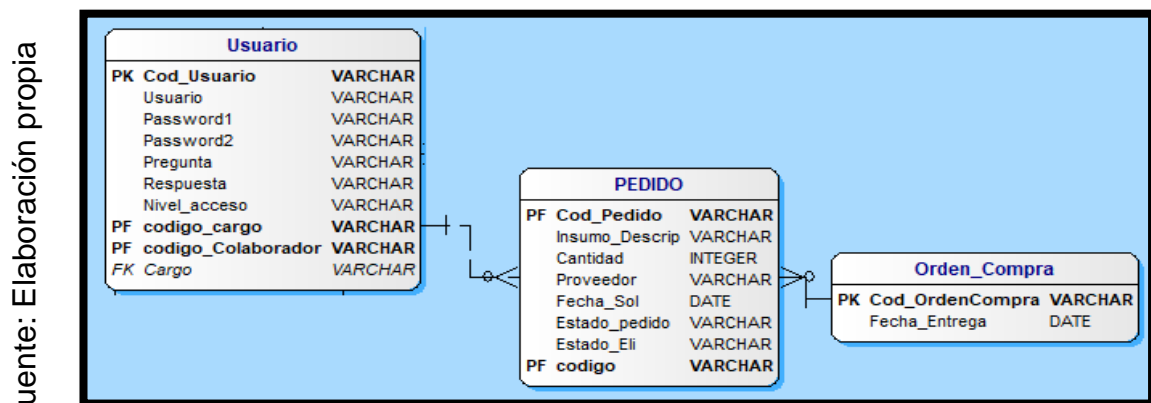 uente: Elaboración propia
Usuario
PK Cod_Usuario VARCHAR
Usuario VARCHAR
Password1 VARCHAR
Password2 VARCHAR
Pregunta VARCHAR
Respuesta VARCHAR
Nivel_acceso VARCHAR
PF codigo_cargo VARCHAR
PF codigo_Colaborador VARCHAR
FK Cargo VARCHAR
PEDIDO
PF Cod_Pedido VARCHAR
Insumo_Descrip VARCHAR
Cantidad INTEGER
Proveedor VARCHAR
Fecha_Sol DATE
Estado_pedido VARCHAR
Estado_Eli VARCHAR
PF codigo VARCHAR
Orden_Compra
PK Cod_OrdenCompra VARCHAR
Fecha_Entrega DATE